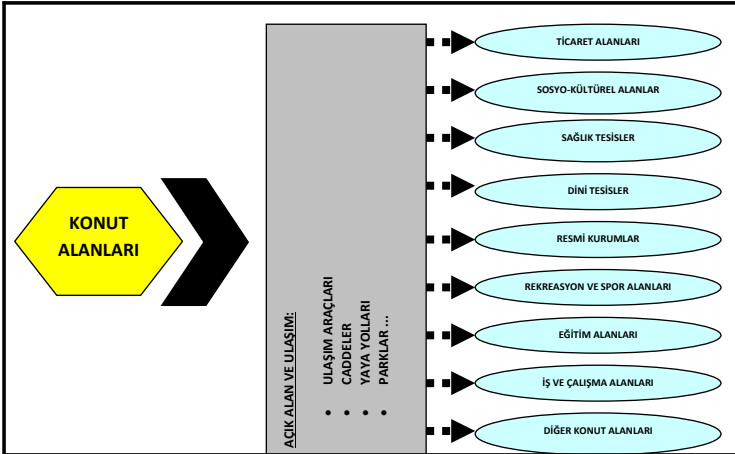 KONUT
ALANLARI
AÇIK ALAN VE ULAŞIM:
• ULAŞIM ARAÇLARI
• CADDELER
• YAYA YOLLARI
• PARKLAR ...
TİCARET ALANLARI
SOSYO-KÜLTÜREL ALANLAR
SAĞLIK TESİSLER
DİNİ TESİSLER
RESMİ KURUMLAR
REKREASYON VE SPOR ALANLARI
EĞİTİM ALANLARI
İŞ VE ÇALIŞMA ALANLARI
DİĞER KONUT ALANLARI